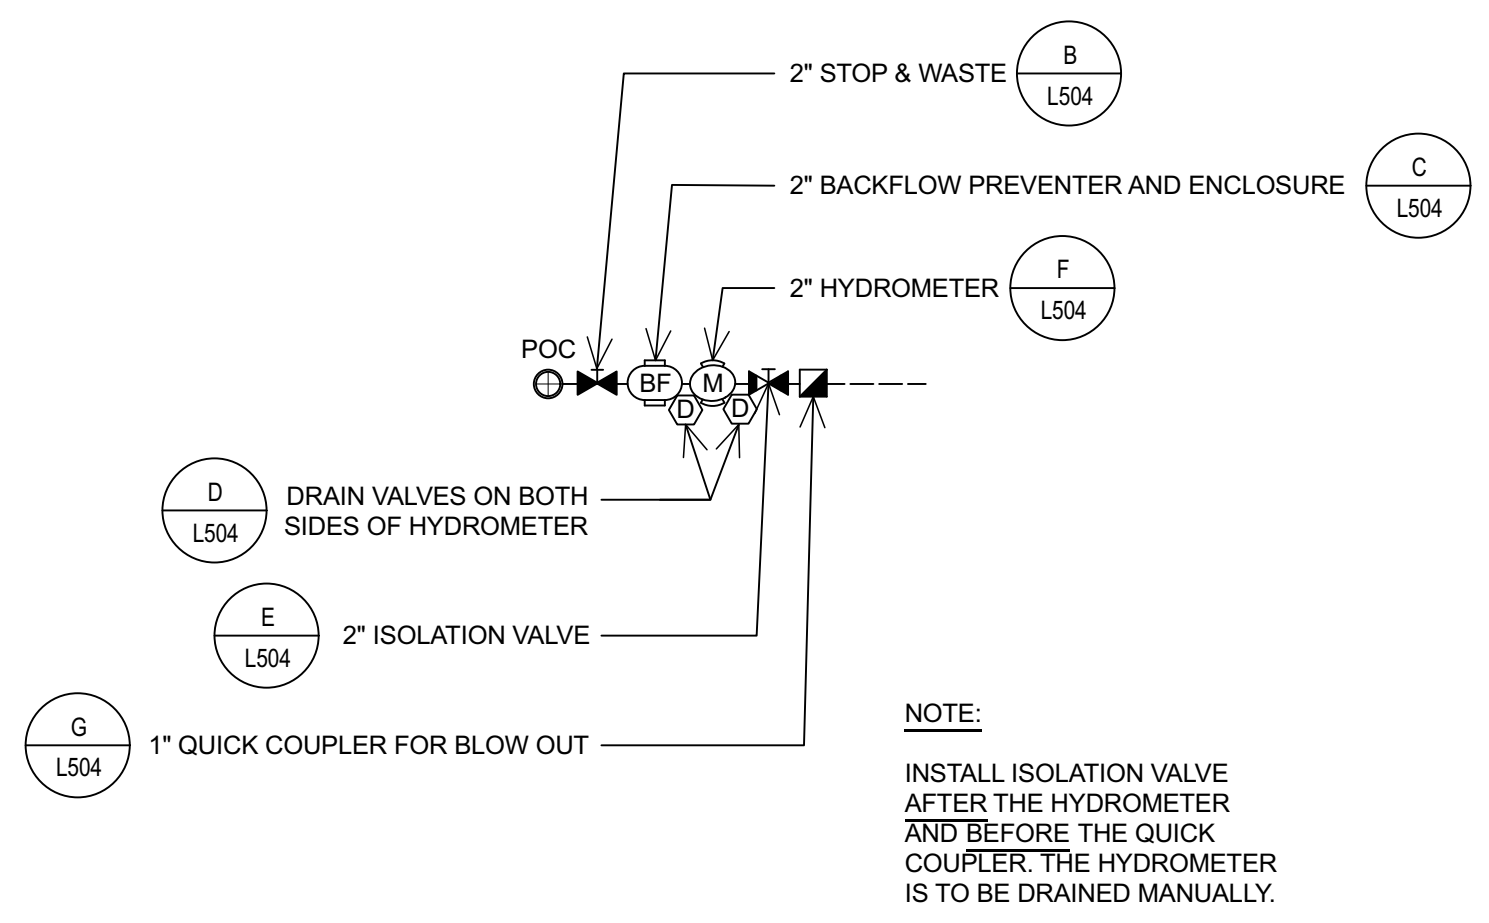 B
2" STOP & WASTE
L504
C
2" BACKFLOW PREVENTER AND ENCLOSURE
L504
F
2" HYDROMETER
L504
POC
BF
M
D
D
D
DRAIN VALVES ON BOTH
SIDES OF HYDROMETER
L504
E
2" ISOLATION VALVE
L504
G
1" QUICK COUPLER FOR BLOW OUT
L504
NOTE:
INSTALL ISOLATION VALVE
AFTER THE HYDROMETER
AND BEFORE THE QUICK
COUPLER. THE HYDROMETER
IS TO BE DRAINED MANUALLY.